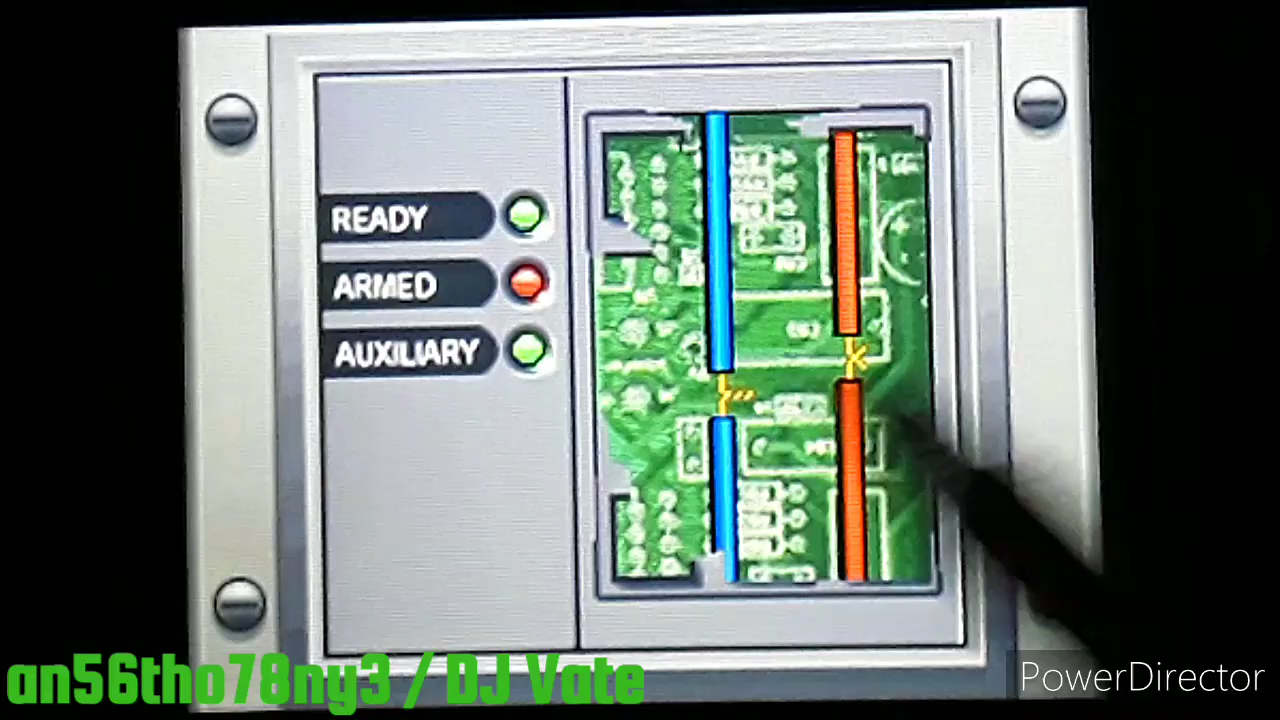 READY
ARMED
AUXILIARY
an56tho78ny3 / DJ Vate
PowerDirector